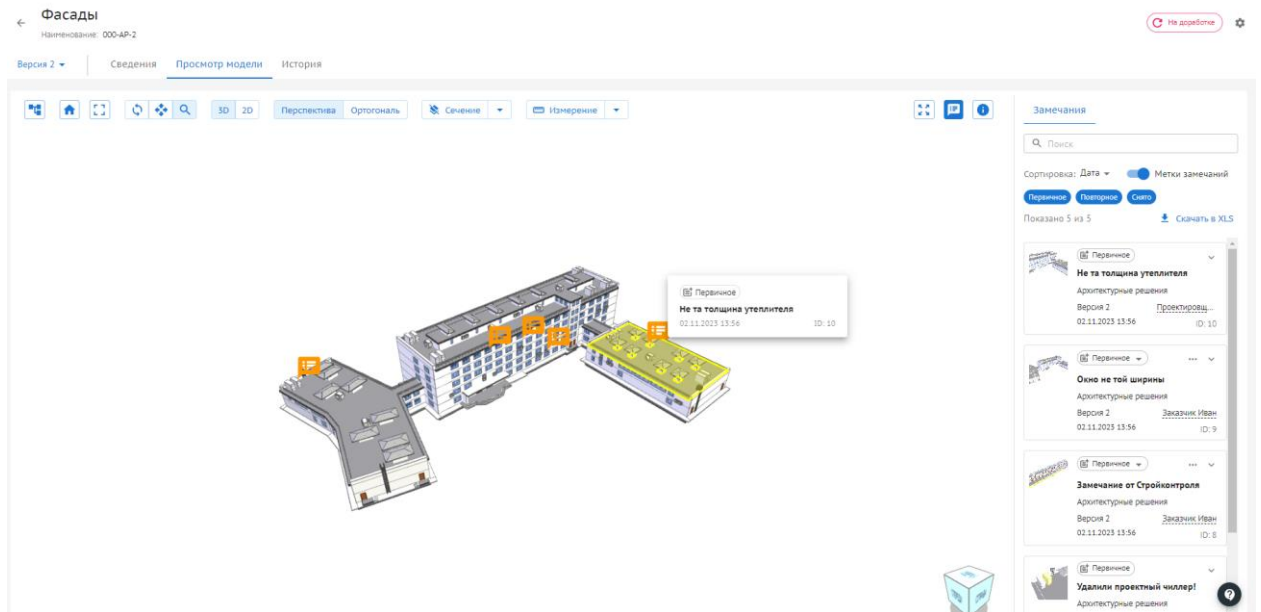 Фасады
Наименование: 000-АР-2
На доработке
Версия 2
Сведения
Просмотр модели
История
3D 2D
Перспектива Ортогональ
Сечение
Измерение
Замечания
Поиск
Сортировка: Дата
Метки замечаний
Первичное Повторное Снято
Показано 5 из 5
Скачать в XLS
Первичное
Не та толщина утеплителя
02.11.2023 13:56 ID: 10
Первичное
Не та толщина утеплителя
Архитектурные решения
Версия 2 Проектировщ...
02.11.2023 13:56 ID: 10
Первичное
Окно не той ширины
Архитектурные решения
Версия 2 Заказчик Иван
02.11.2023 13:56 ID: 9
Первичное
Замечание от Стройконтроля
Архитектурные решения
Версия 2 Заказчик Иван
02.11.2023 13:56 ID: 8
Первичное
Удалили проектный чиллер!
Архитектурные решения